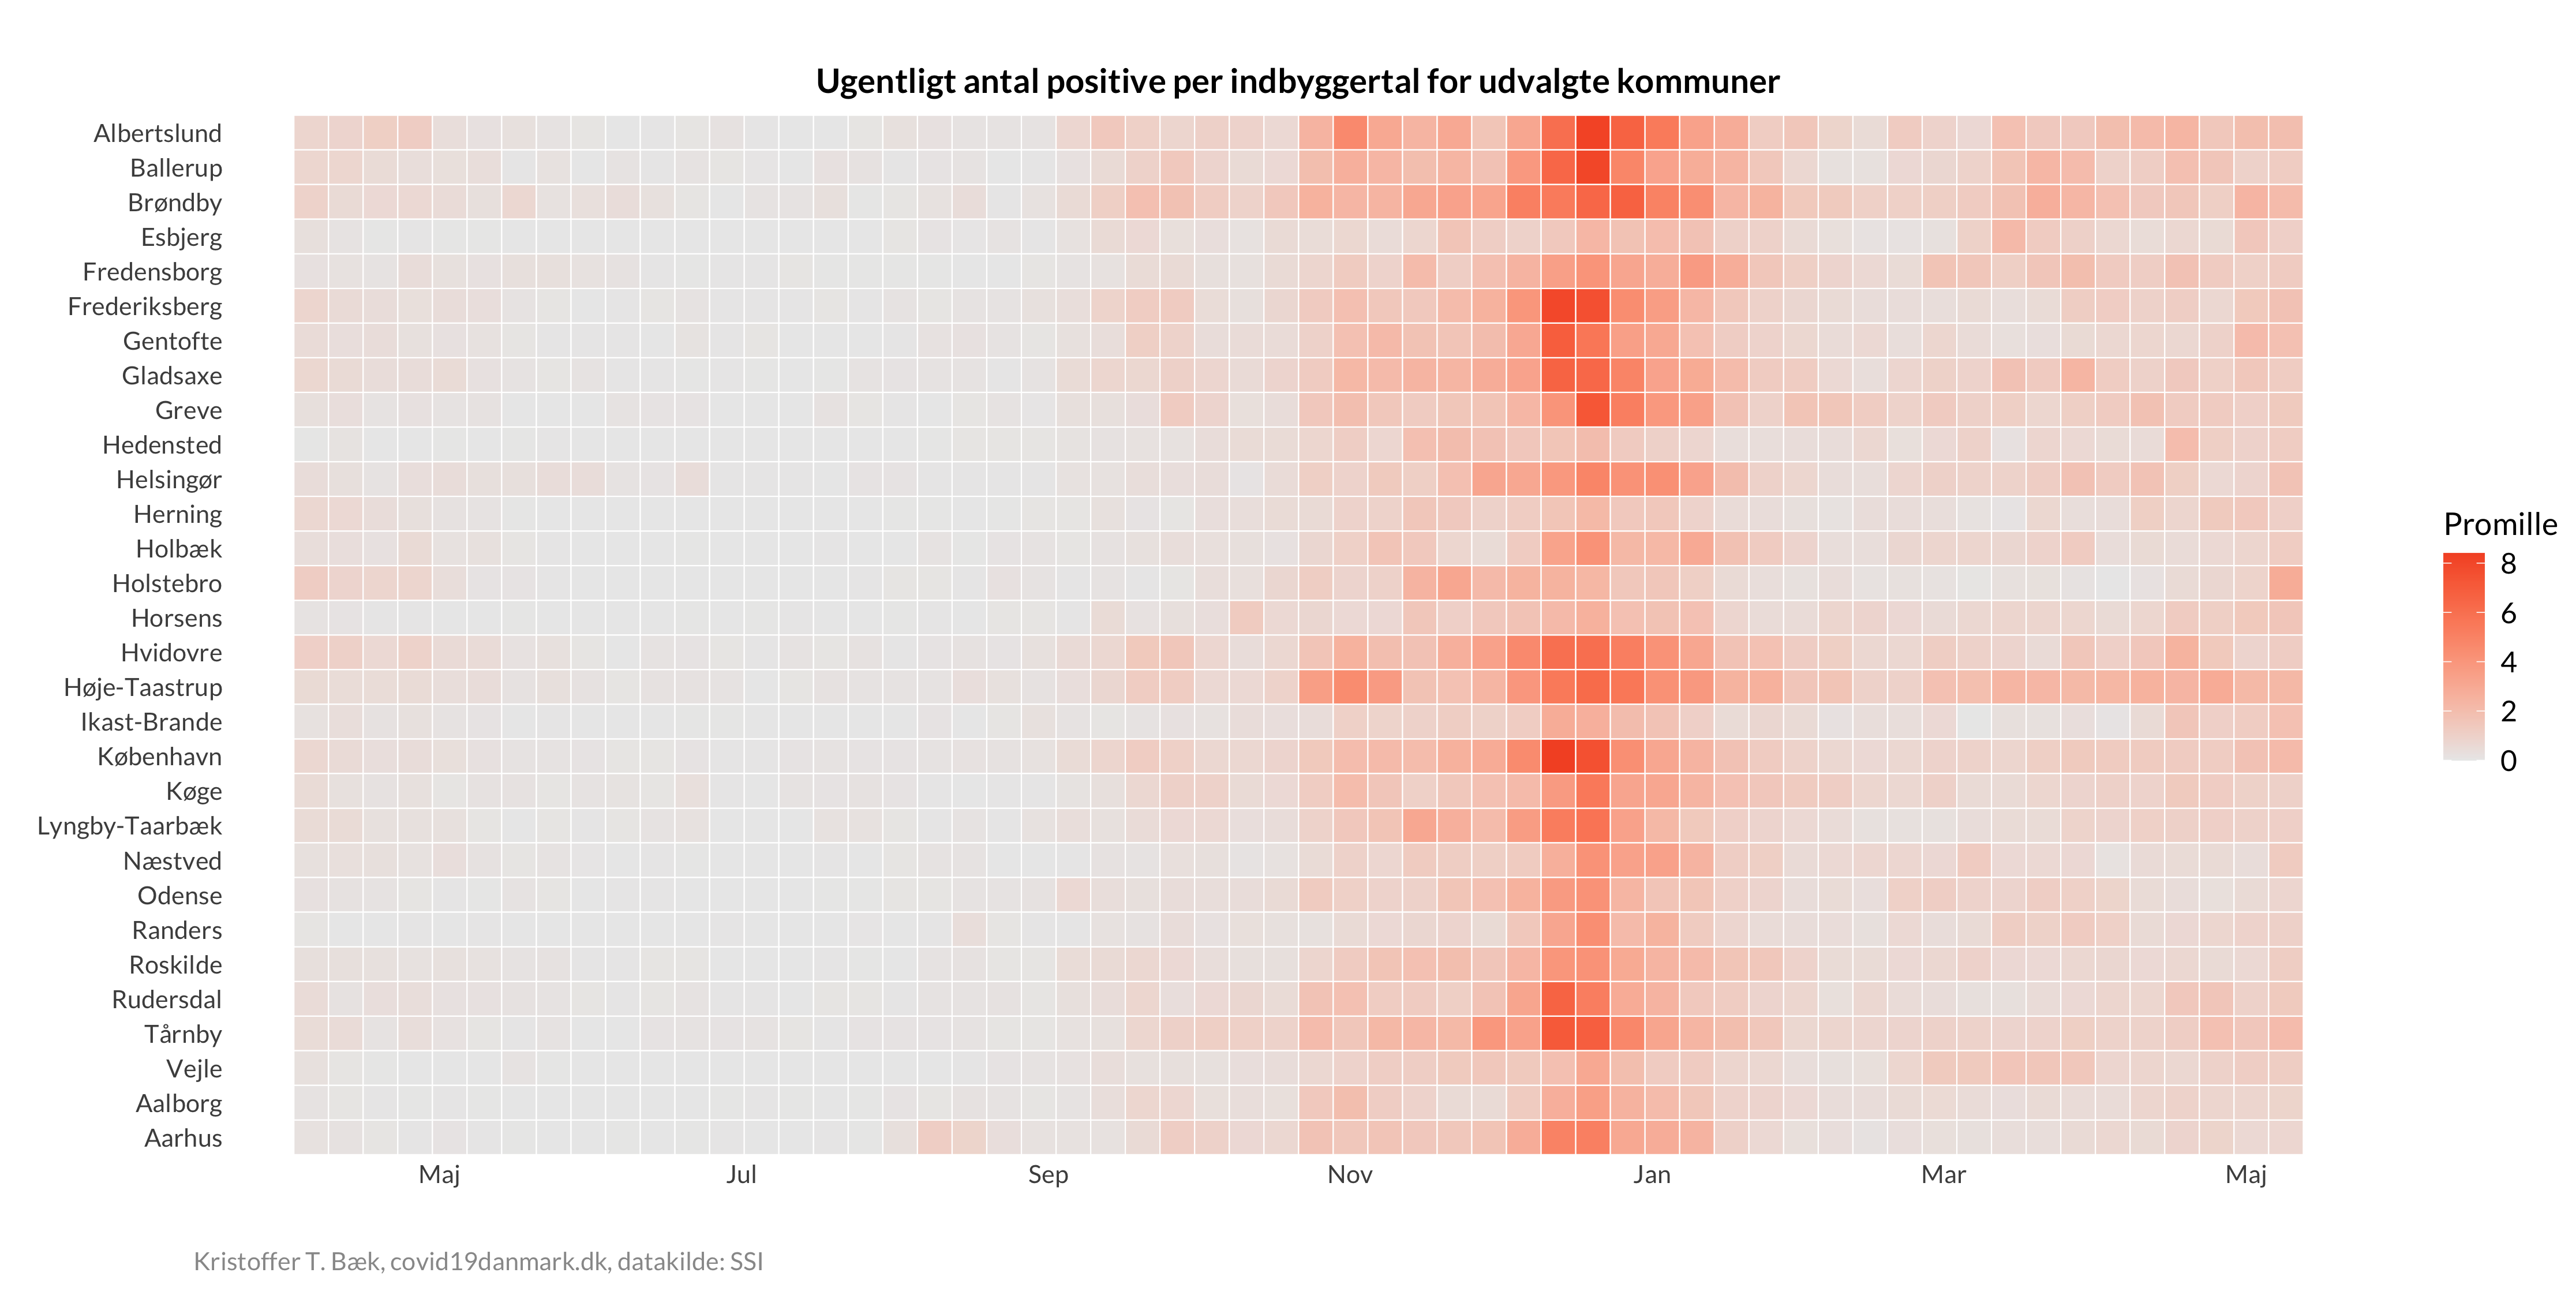 Ugentligt antal positive per indbyggertal for udvalgte kommuner
Albertslund
Ballerup
Brøndby
Esbjerg
Fredensborg
Frederiksberg
Gentofte
Gladsaxe
Greve
Hedensted
Helsingør
Herning
Holbæk
Holstebro
Horsens
Hvidovre
Høje-Taastrup
Ikast-Brande
København
Køge
Lyngby-Taarbæk
Næstved
Odense
Randers
Roskilde
Rudersdal
Tårnby
Vejle
Aalborg
Aarhus
Maj Jul Sep Nov Jan Mar Maj
Promille
8
6
4
2
0
Kristoffer T. Bæk, covid19danmark.dk, datakilde: SSI